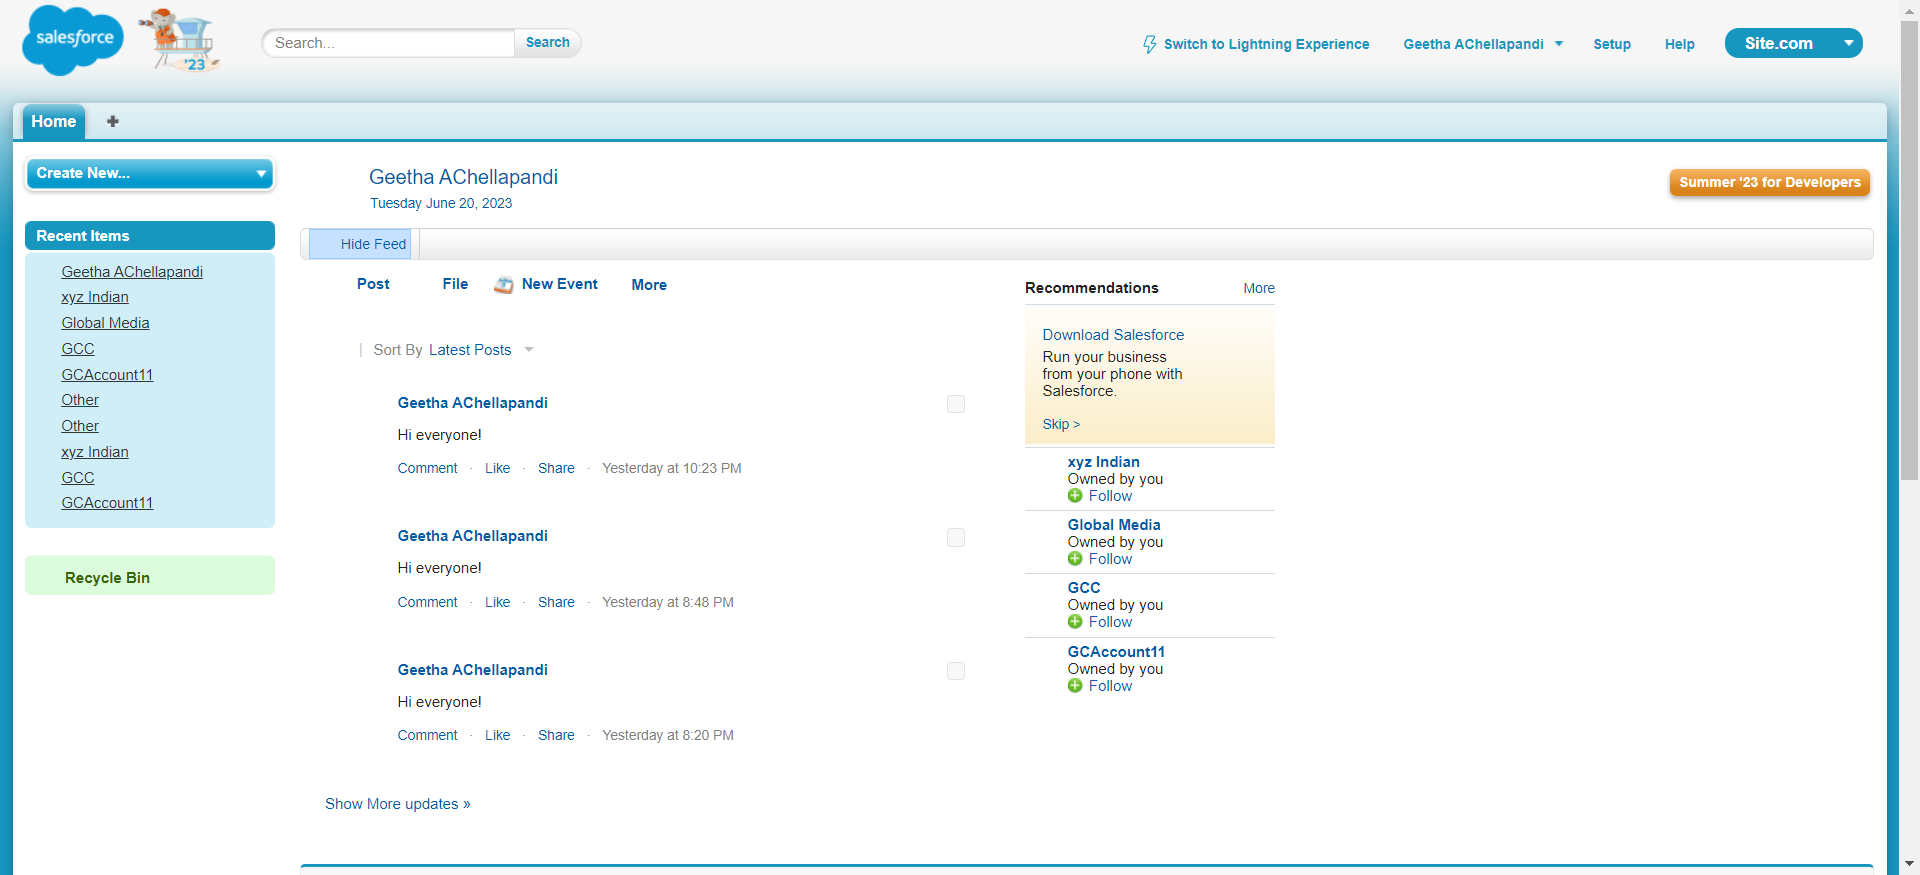 salesforce
'23
Search...
Search
Switch to Lightning Experience
Geetha AChellapandi
Setup
Help
Site.com
Home
Create New...
Geetha AChellapandi
Tuesday June 20, 2023
Summer '23 for Developers
Recent Items
Geetha AChellapandi
xyz Indian
Global Media
GCC
GCAccount11
Other
Other
xyz Indian
GCC
GCAccount11
Recycle Bin
Hide Feed
Post
File
New Event
More
| Sort By Latest Posts
Geetha AChellapandi
Hi everyone!
Comment · Like · Share · Yesterday at 10:23 PM
Geetha AChellapandi
Hi everyone!
Comment · Like · Share · Yesterday at 8:48 PM
Geetha AChellapandi
Hi everyone!
Comment · Like · Share · Yesterday at 8:20 PM
Show More updates »
Recommendations
More
Download Salesforce
Run your business
from your phone with
Salesforce.
Skip >
xyz Indian
Owned by you
Follow
Global Media
Owned by you
Follow
GCC
Owned by you
Follow
GCAccount11
Owned by you
Follow